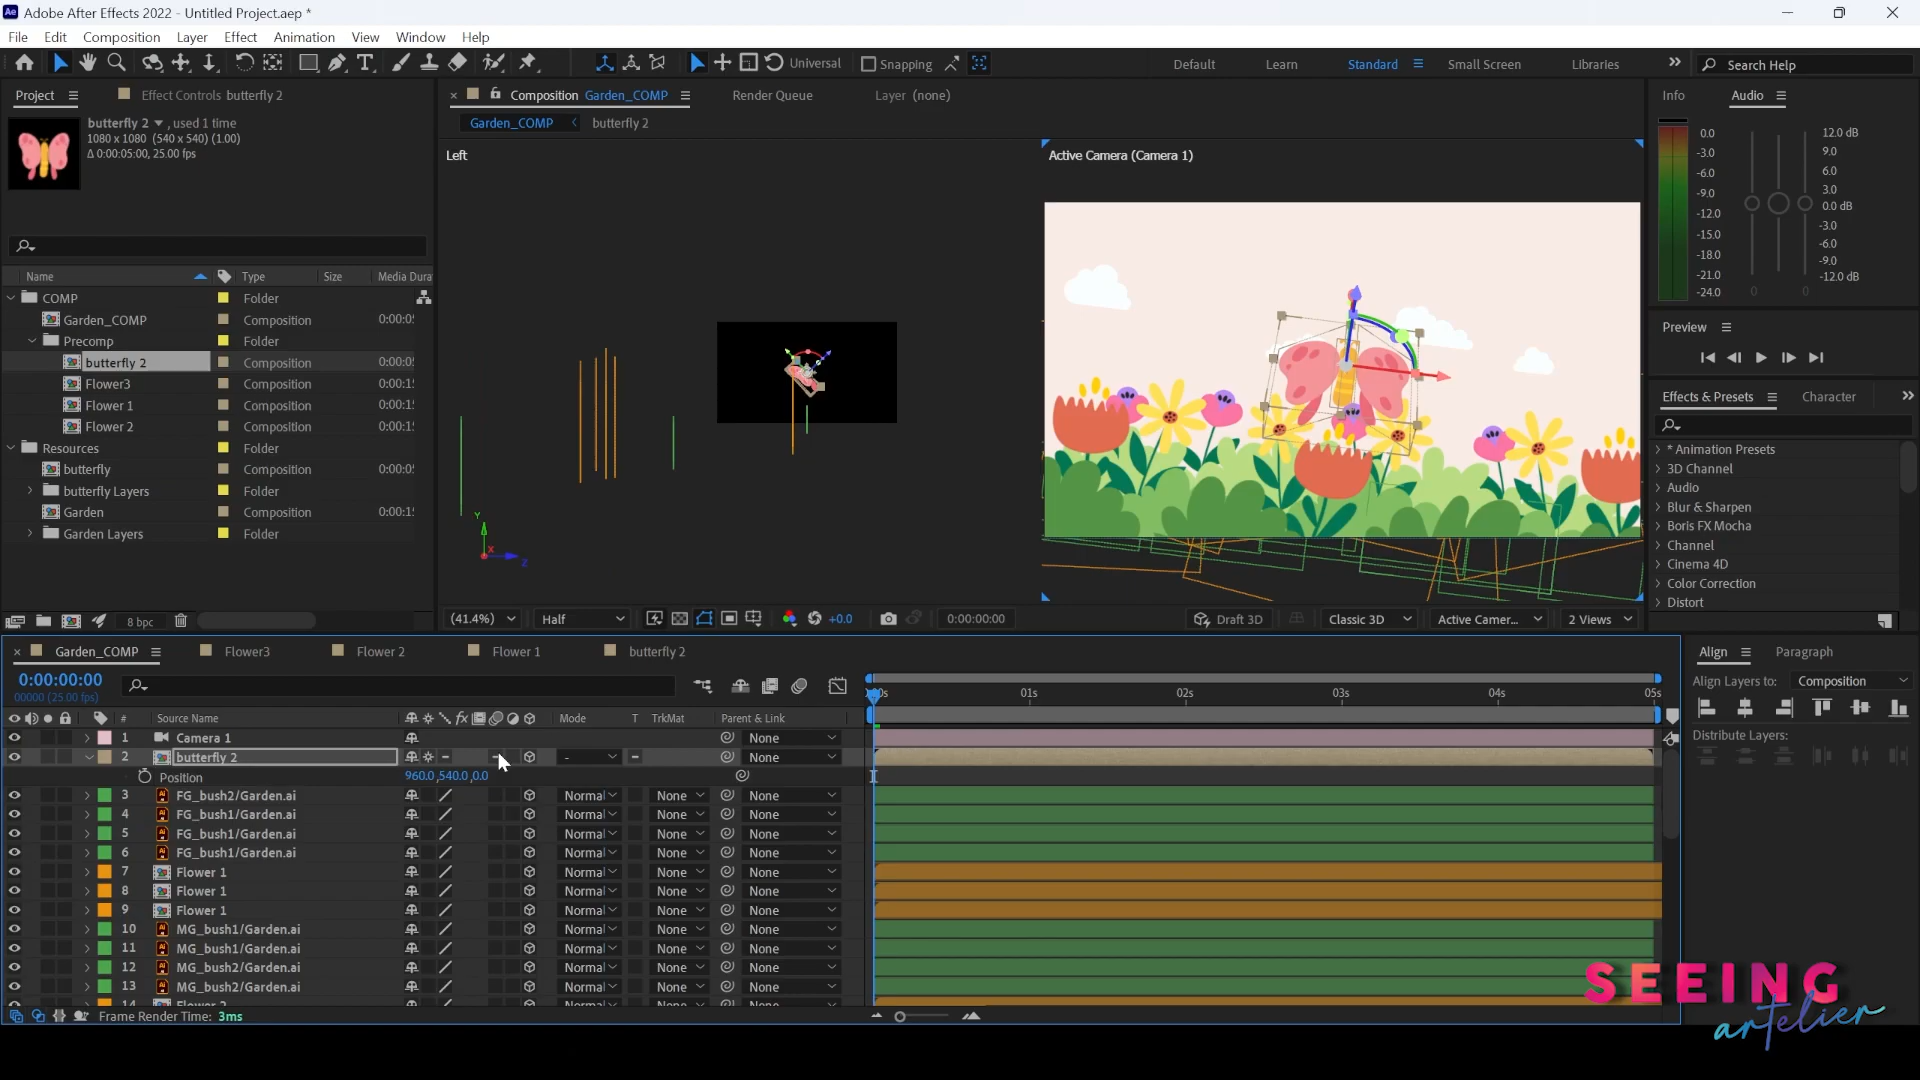 Adobe After Effects 2022 - Untitled Project.aep *
File Edit Composition Layer Effect Animation View Window Help
Universal Snapping Default Learn Standard Small Screen Libraries Search Help
Project Effect Controls butterfly 2
butterfly 2 , used 1 time
1080 x 1080 (540 x 540) (1.00)
Δ 0:00:05:00, 25.00 fps
Name Type Size Media Dura
COMP Folder
Garden_COMP Composition 0:00:05
Precomp Folder
butterfly 2 Composition 0:00:05
Flower3 Composition 0:00:15
Flower 1 Composition 0:00:15
Flower 2 Composition 0:00:15
Resources Folder
butterfly Composition 0:00:05
butterfly Layers Folder
Garden Composition 0:00:15
Garden Layers Folder
8 bpc
Composition Garden_COMP Render Queue Layer (none)
Garden_COMP butterfly 2
Left
Y
X
Z
Active Camera (Camera 1)
(41.4%) Half +0.0 0:00:00:00 Draft 3D Classic 3D Active Camer... 2 Views
Info Audio
0.0
-3.0
-6.0
-9.0
-12.0
-15.0
-18.0
-21.0
-24.0
0 0
12.0 dB
9.0
6.0
3.0
0.0 dB
-3.0
-6.0
-9.0
-12.0 dB
Preview
Effects & Presets Character
* Animation Presets
3D Channel
Audio
Blur & Sharpen
Boris FX Mocha
Channel
Cinema 4D
Color Correction
Distort
Garden_COMP Flower3 Flower 2 Flower 1 butterfly 2
0:00:00:00
00000 (25.00 fps)
01s 02s 03s 04s 05s
# Source Name Mode T TrkMat Parent & Link
1 Camera 1 None
2 butterfly 2 - None
Position 960.0,540.0,0.0
3 FG_bush2/Garden.ai Normal None None
4 FG_bush1/Garden.ai Normal None None
5 FG_bush1/Garden.ai Normal None None
6 FG_bush1/Garden.ai Normal None None
7 Flower 1 Normal None None
8 Flower 1 Normal None None
9 Flower 1 Normal None None
10 MG_bush1/Garden.ai Normal None None
11 MG_bush1/Garden.ai Normal None None
12 MG_bush2/Garden.ai Normal None None
13 MG_bush2/Garden.ai Normal None None
14 Flower 2 Normal None None
Frame Render Time: 3ms
Align Paragraph
Align Layers to: Composition
Distribute Layers:
SEEING
artelier